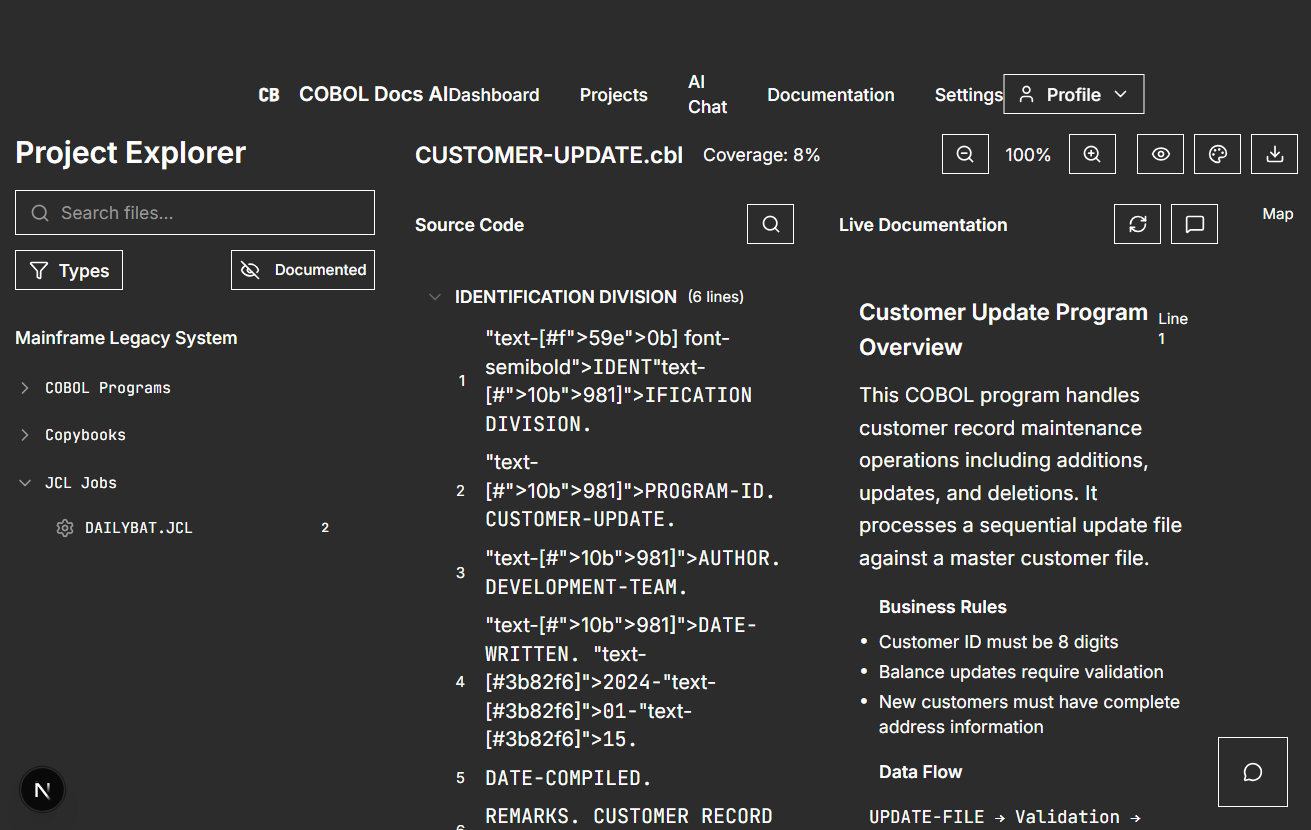 CB COBOL Docs AI Dashboard Projects AI Chat Documentation Settings Profile
Project Explorer
Search files...
Types Documented
Mainframe Legacy System
COBOL Programs
Copybooks
JCL Jobs
DAILYBAT.JCL 2
CUSTOMER-UPDATE.cbl Coverage: 8% 100%
Source Code
IDENTIFICATION DIVISION (6 lines)
"text-[#f">59e">0b] font-
semibold">IDENT"text-
1 [#">10b">981]">IFICATION
DIVISION.
"text-
2 [#">10b">981]">PROGRAM-ID.
CUSTOMER-UPDATE.
3 "text-[#">10b">981]">AUTHOR.
DEVELOPMENT-TEAM.
"text-[#">10b">981]">DATE-
WRITTEN. "text-
4 [#3b82f6]">2024-"text-
[#3b82f6]">01-"text-
[#3b82f6]">15.
5 DATE-COMPILED.
REMARKS. CUSTOMER RECORD
Live Documentation
Map
Customer Update Program
Overview
Line
1
This COBOL program handles
customer record maintenance
operations including additions,
updates, and deletions. It
processes a sequential update file
against a master customer file.
Business Rules
• Customer ID must be 8 digits
• Balance updates require validation
• New customers must have complete
address information
Data Flow
UPDATE-FILE → Validation →
N